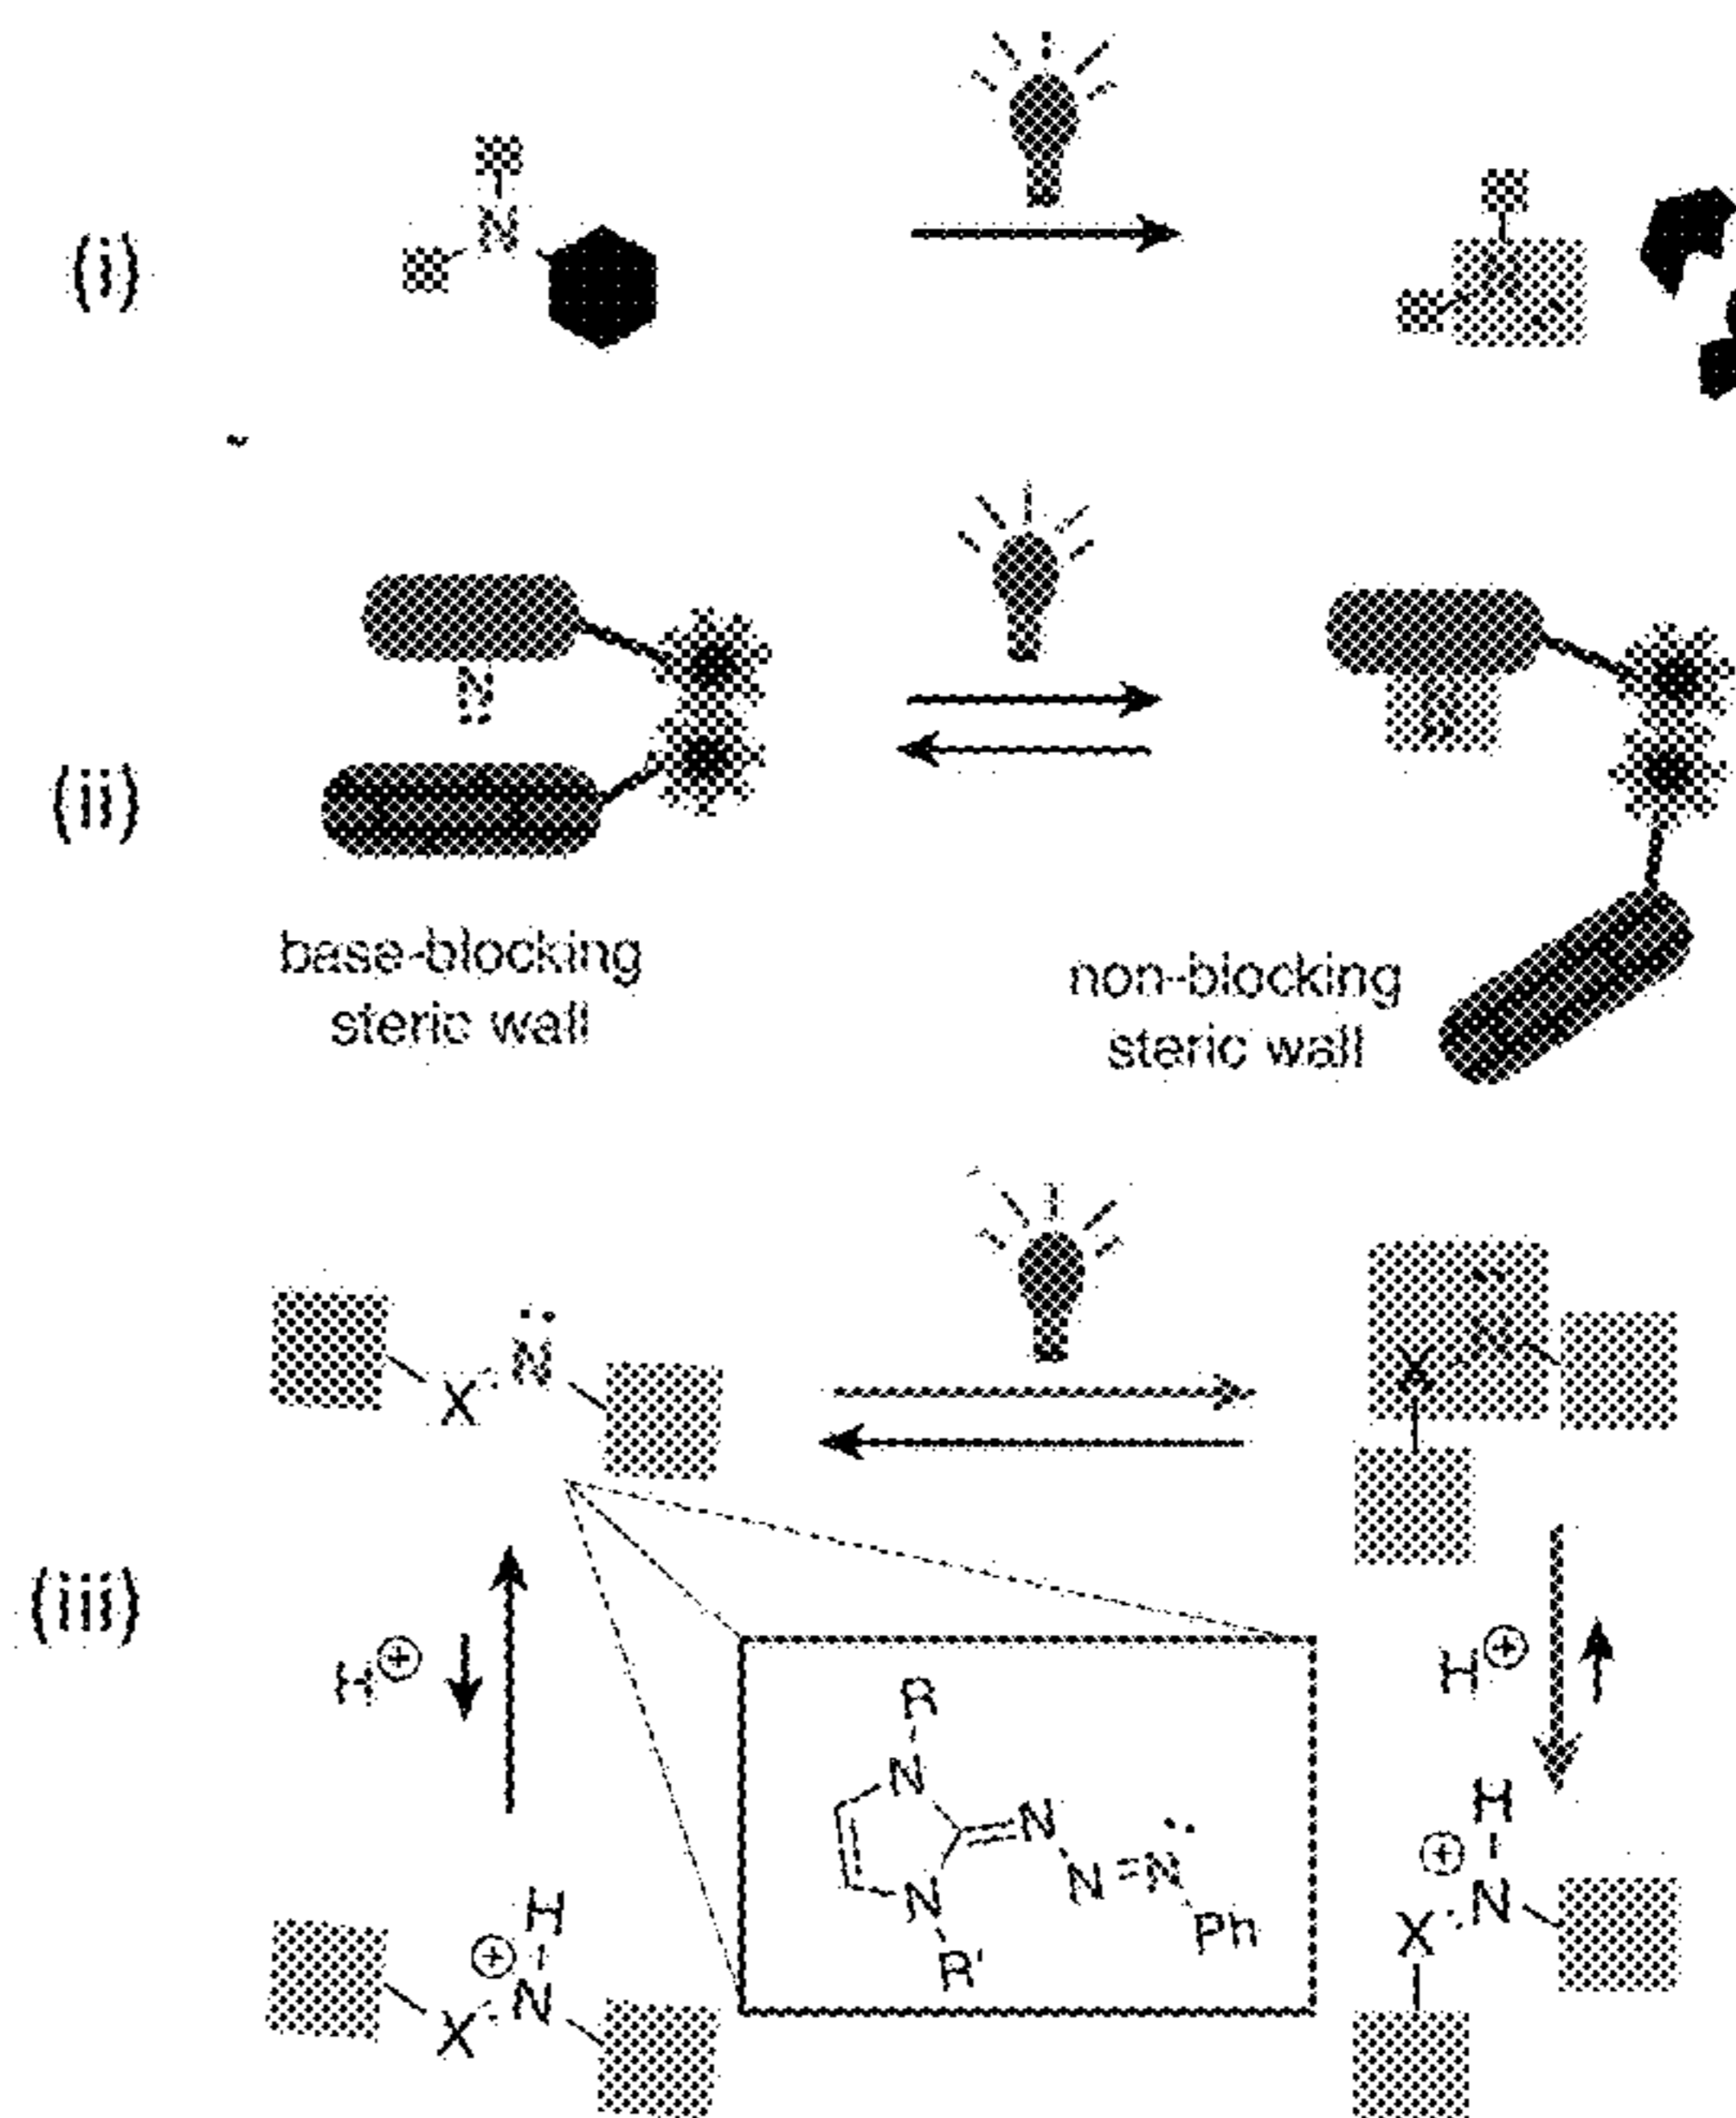 (i)
N
N
(ii)
base-blocking
steric wall
non-blocking
steric wall
N
X
X
(iii)
H⊕
H⊕
R
N
N
N
N
N
R'
Ph
H
⊕
N
X
H
⊕
N
X